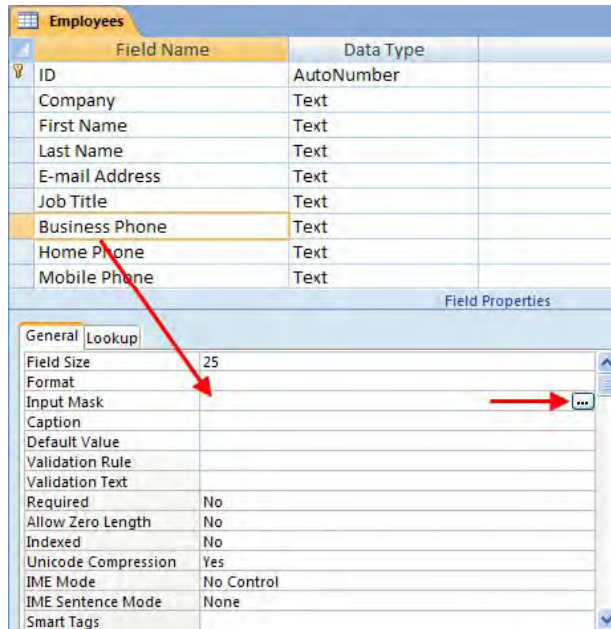 Employees
Field Name Data Type
ID AutoNumber
Company Text
First Name Text
Last Name Text
E-mail Address Text
Job Title Text
Business Phone Text
Home Phone Text
Mobile Phone Text
Field Properties
General Lookup
Field Size 25
Format
Input Mask ...
Caption
Default Value
Validation Rule
Validation Text
Required No
Allow Zero Length No
Indexed No
Unicode Compression Yes
IME Mode No Control
IME Sentence Mode None
Smart Tags